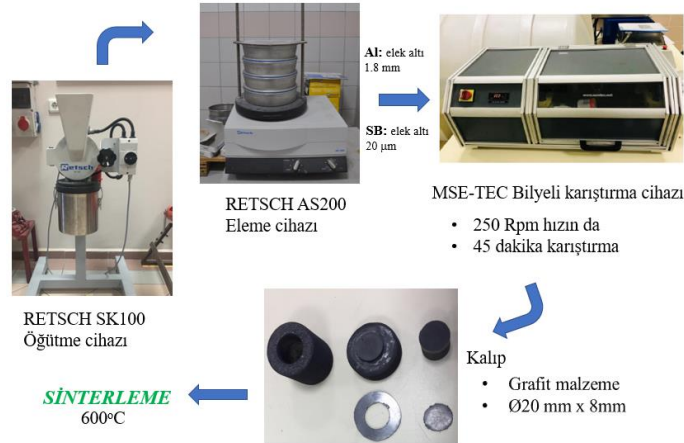 RETSCH SK100
Öğütme cihazı
RETSCH AS200
Eleme cihazı
Al: elek altı
1.8 mm
SB: elek altı
20 µm
MSE-TEC Bilyeli karıştırma cihazı
• 250 Rpm hızın da
• 45 dakika karıştırma
Kalıp
• Grafit malzeme
• Ø20 mm x 8mm
SİNTERLEME
600°C
Retsch